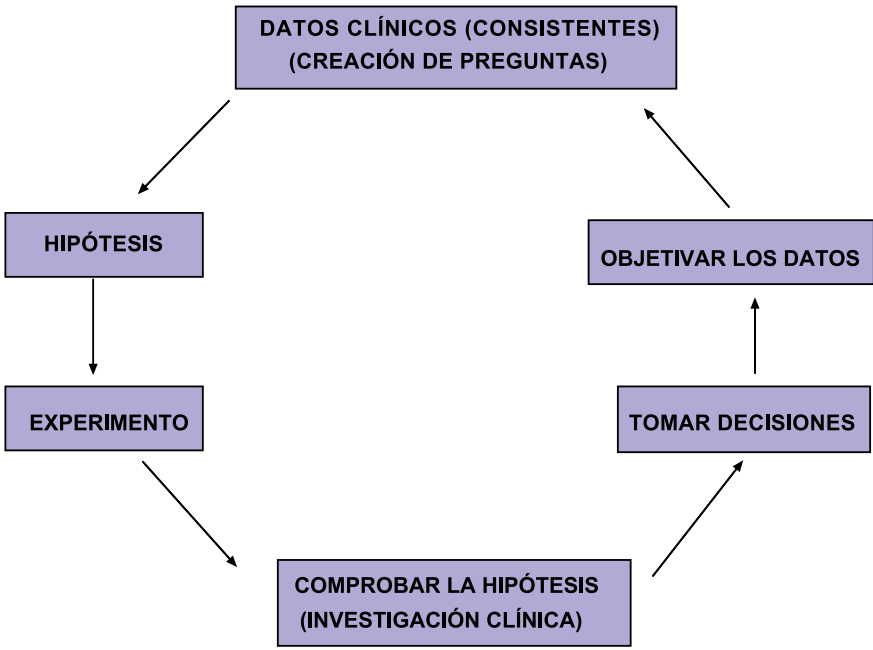 DATOS CLÍNICOS (CONSISTENTES)
(CREACIÓN DE PREGUNTAS)
HIPÓTESIS
OBJETIVAR LOS DATOS
EXPERIMENTO
TOMAR DECISIONES
COMPROBAR LA HIPÓTESIS
(INVESTIGACIÓN CLÍNICA)